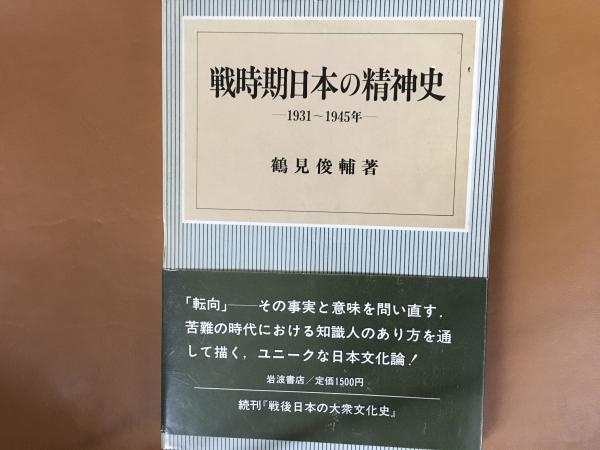 戦時期日本の精神史
―1931～1945年―
鶴見俊輔著
「転向」――その事実と意味を問い直す．
苦難の時代における知識人のあり方を通
して描く，ユニークな日本文化論！
岩波書店／定価1500円
続刊『戦後日本の大衆文化史』